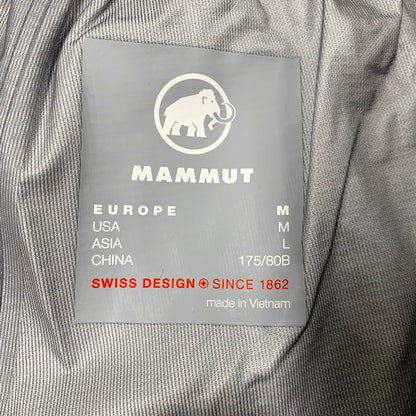 MAMMUT
EUROPE M
USA M
ASIA L
CHINA 175/80B
SWISS DESIGN SINCE 1862
made in Vietnam